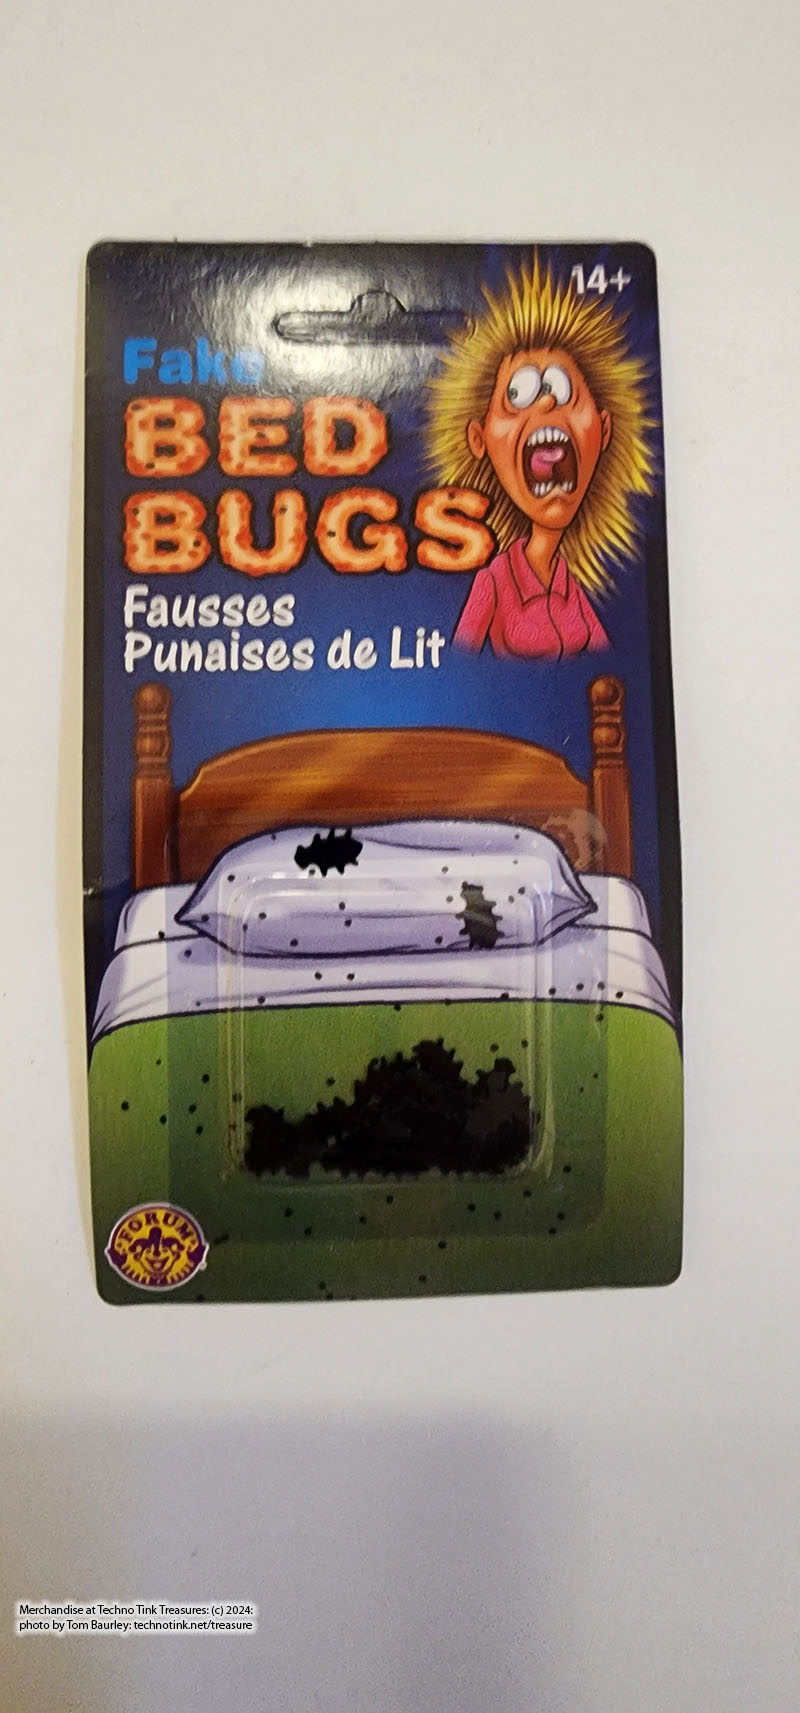 14+
Fake
BED
BUGS
Fausses
Punaises de Lit
FORUM
Merchandise at Techno Tink Treasures: (c) 2024:
photo by Tom Baurley: technotink.net/treasure